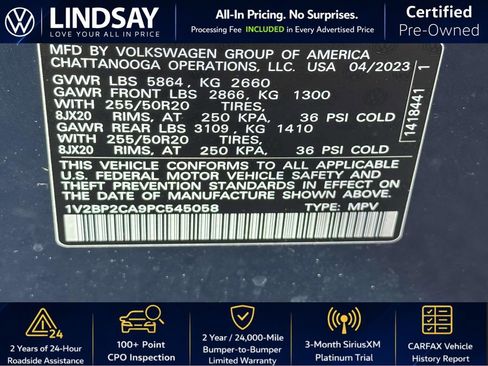 LINDSAY
LOVE YOUR CAR AGAIN
All-In Pricing. No Surprises.
Processing Fee INCLUDED in Every Advertised Price
Certified
Pre-Owned
MFD BY VOLKSWAGEN GROUP OF AMERICA
CHATTANOOGA OPERATIONS, LLC. USA 04/2023
GVWR LBS 5864, KG 2660
GAWR FRONT LBS 2866, KG 1300
WITH 255/50R20 TIRES,
8JX20 RIMS, AT 250 KPA, 36 PSI COLD
GAWR REAR LBS 3109, KG 1410
WITH 255/50R20 TIRES,
8JX20 RIMS, AT 250 KPA, 36 PSI COLD
THIS VEHICLE CONFORMS TO ALL APPLICABLE
U.S. FEDERAL MOTOR VEHICLE SAFETY AND
THEFT PREVENTION STANDARDS IN EFFECT ON
THE DATE OF MANUFACTURE SHOWN ABOVE.
1V2BP2CA9PC545058 TYPE: MPV
1418441 1
24
2 Years of 24-Hour
Roadside Assistance
100+ Point
CPO Inspection
2 Year / 24,000-Mile
Bumper-to-Bumper
Limited Warranty
3-Month SiriusXM
Platinum Trial
CARFAX Vehicle
History Report